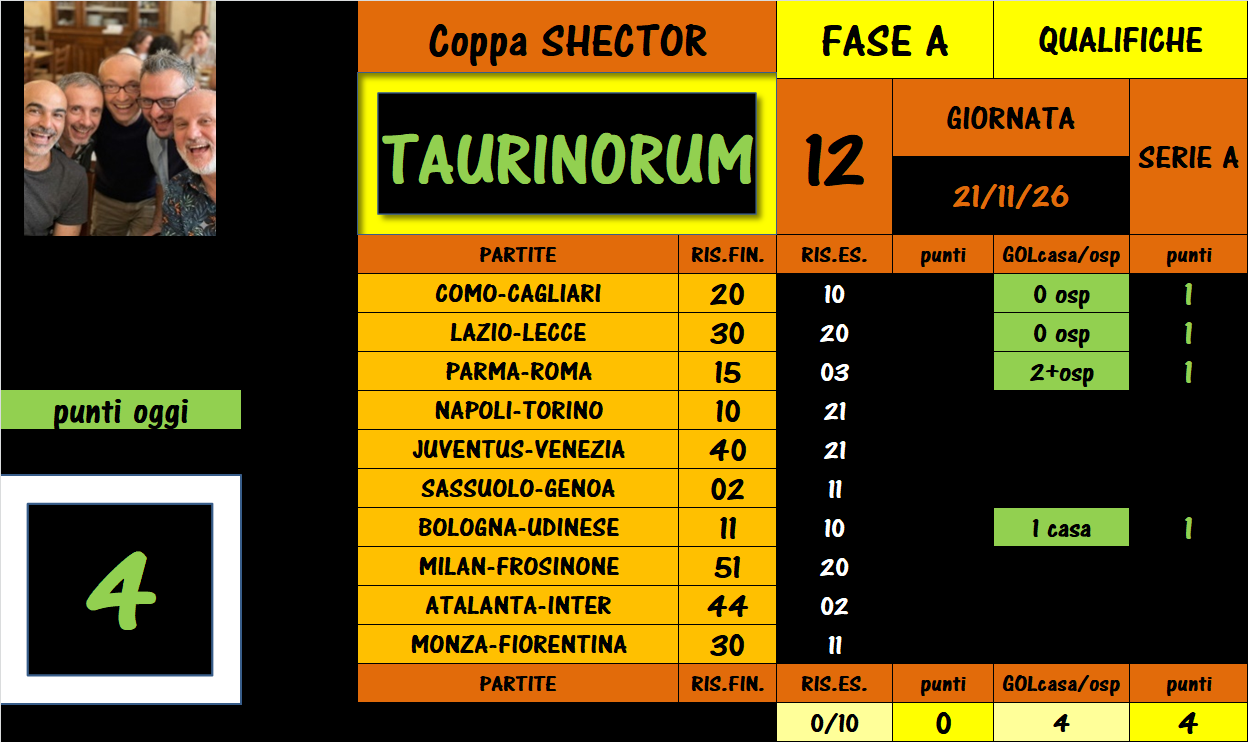 Coppa SHECTOR FASE A QUALIFICHE
TAURINORUM 12 GIORNATA SERIE A
21/11/26
PARTITE RIS.FIN. RIS.ES. punti GOLcasa/osp punti
COMO-CAGLIARI 20 10 0 osp 1
LAZIO-LECCE 30 20 0 osp 1
PARMA-ROMA 15 03 2+osp 1
punti oggi
NAPOLI-TORINO 10 21
JUVENTUS-VENEZIA 40 21
SASSUOLO-GENOA 02 11
BOLOGNA-UDINESE 11 10 1 casa 1
MILAN-FROSINONE 51 20
4
ATALANTA-INTER 44 02
MONZA-FIORENTINA 30 11
PARTITE RIS.FIN. RIS.ES. punti GOLcasa/osp punti
0/10 0 4 4